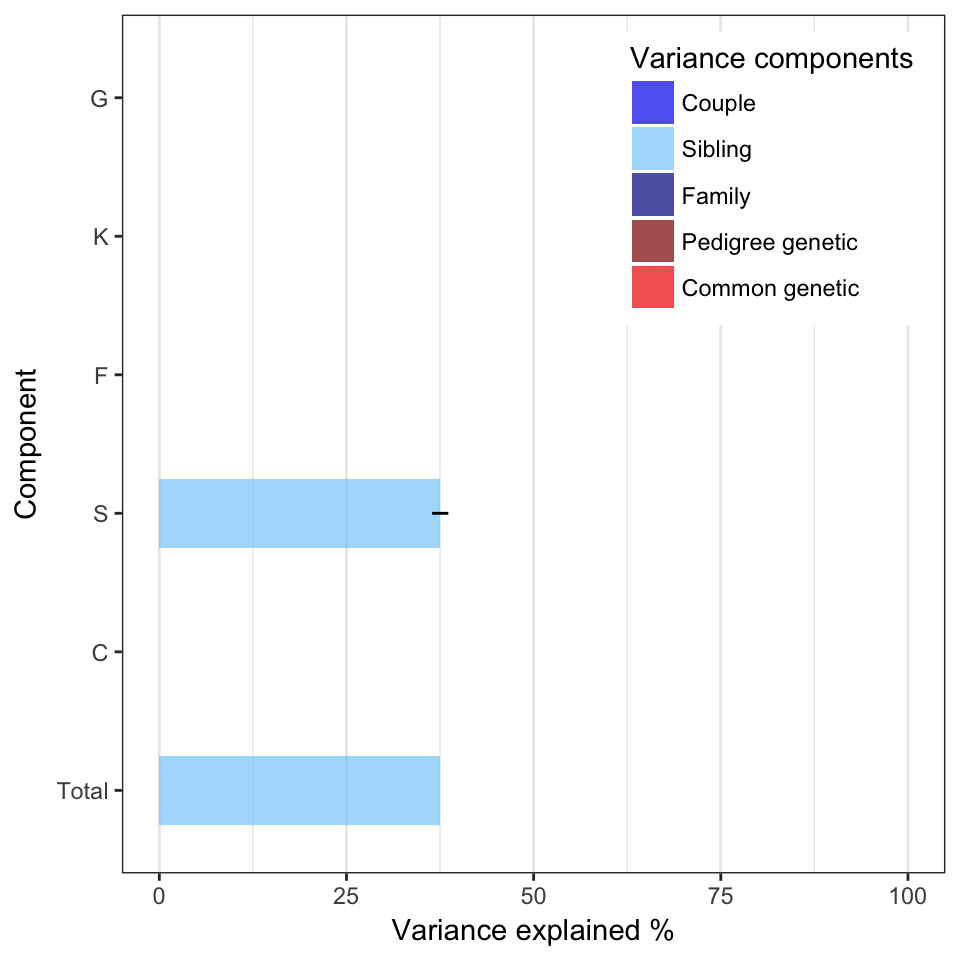 Variance components
Couple
Sibling
Family
Pedigree genetic
Common genetic
G
K
F
S
C
Total
Component
0 25 50 75 100
Variance explained %